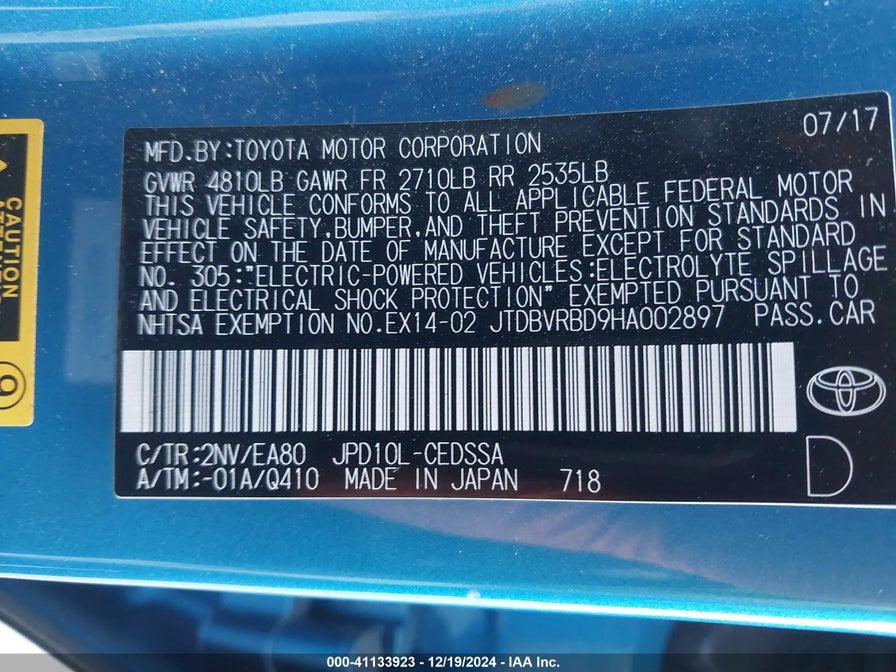 07/17
MFD.BY:TOYOTA MOTOR CORPORATION
GVWR 4810LB GAWR FR 2710LB RR 2535LB
THIS VEHICLE CONFORMS TO ALL APPLICABLE FEDERAL MOTOR
VEHICLE SAFETY,BUMPER,AND THEFT PREVENTION STANDARDS IN
EFFECT ON THE DATE OF MANUFACTURE EXCEPT FOR STANDARD
NO. 305:"ELECTRIC-POWERED VEHICLES:ELECTROLYTE SPILLAGE
AND ELECTRICAL SHOCK PROTECTION" EXEMPTED PURSUANT TO
NHTSA EXEMPTION NO.EX14-02 JTDBVRBD9HA002897 PASS.CAR
C/TR:2NV/EA80 JPD10L-CEDSSA
A/TM:-01A/Q410 MADE IN JAPAN 718
D
CAUTION
9
000-41133923 - 12/19/2024 - IAA Inc.